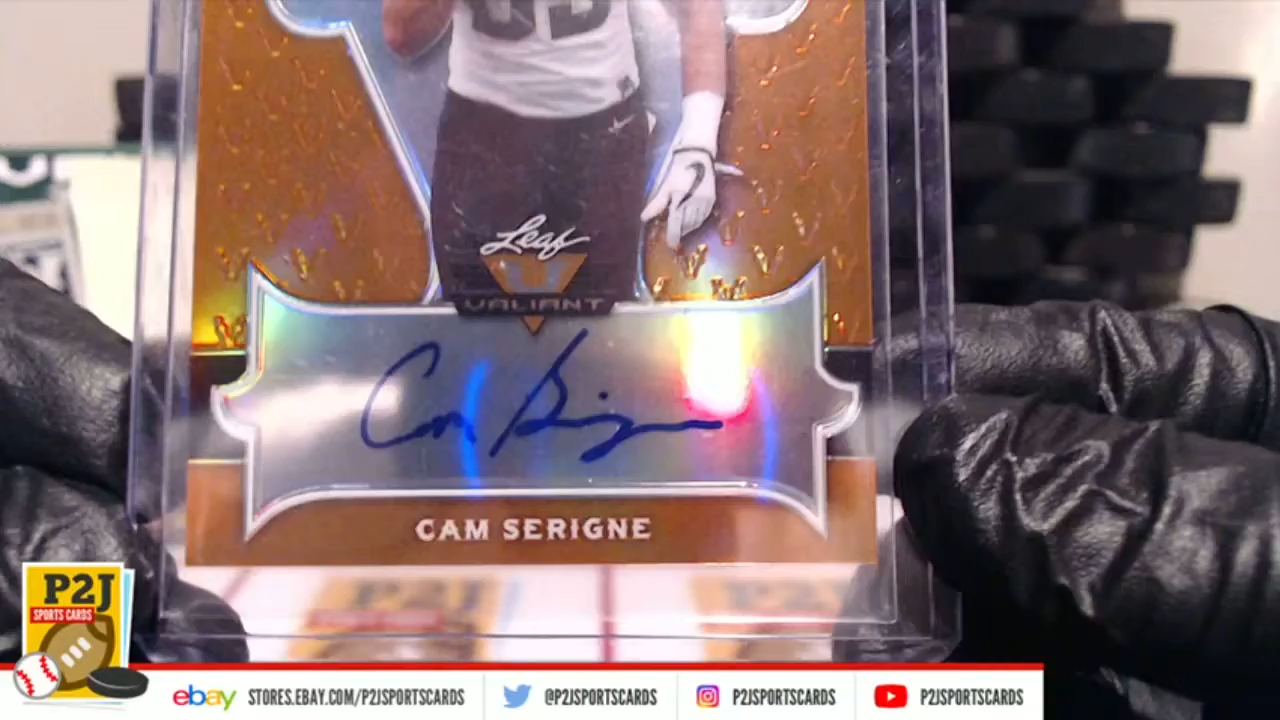 Leaf
VALIANT
CAM SERIGNE
P2J
SPORTS CARDS
ebay STORES.EBAY.COM/P2JSPORTSCARDS
@P2JSPORTSCARDS
P2JSPORTSCARDS
P2JSPORTSCARDS